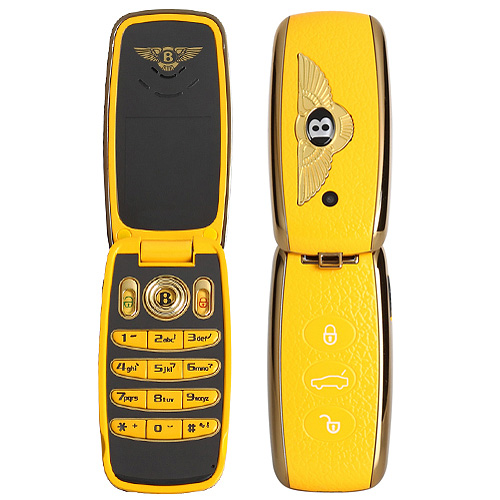 B
B
B
1 -
2abc
3def
4ghi
5jkl
6mno
7pqrs
8tuv
9wxyz
* +
0
#